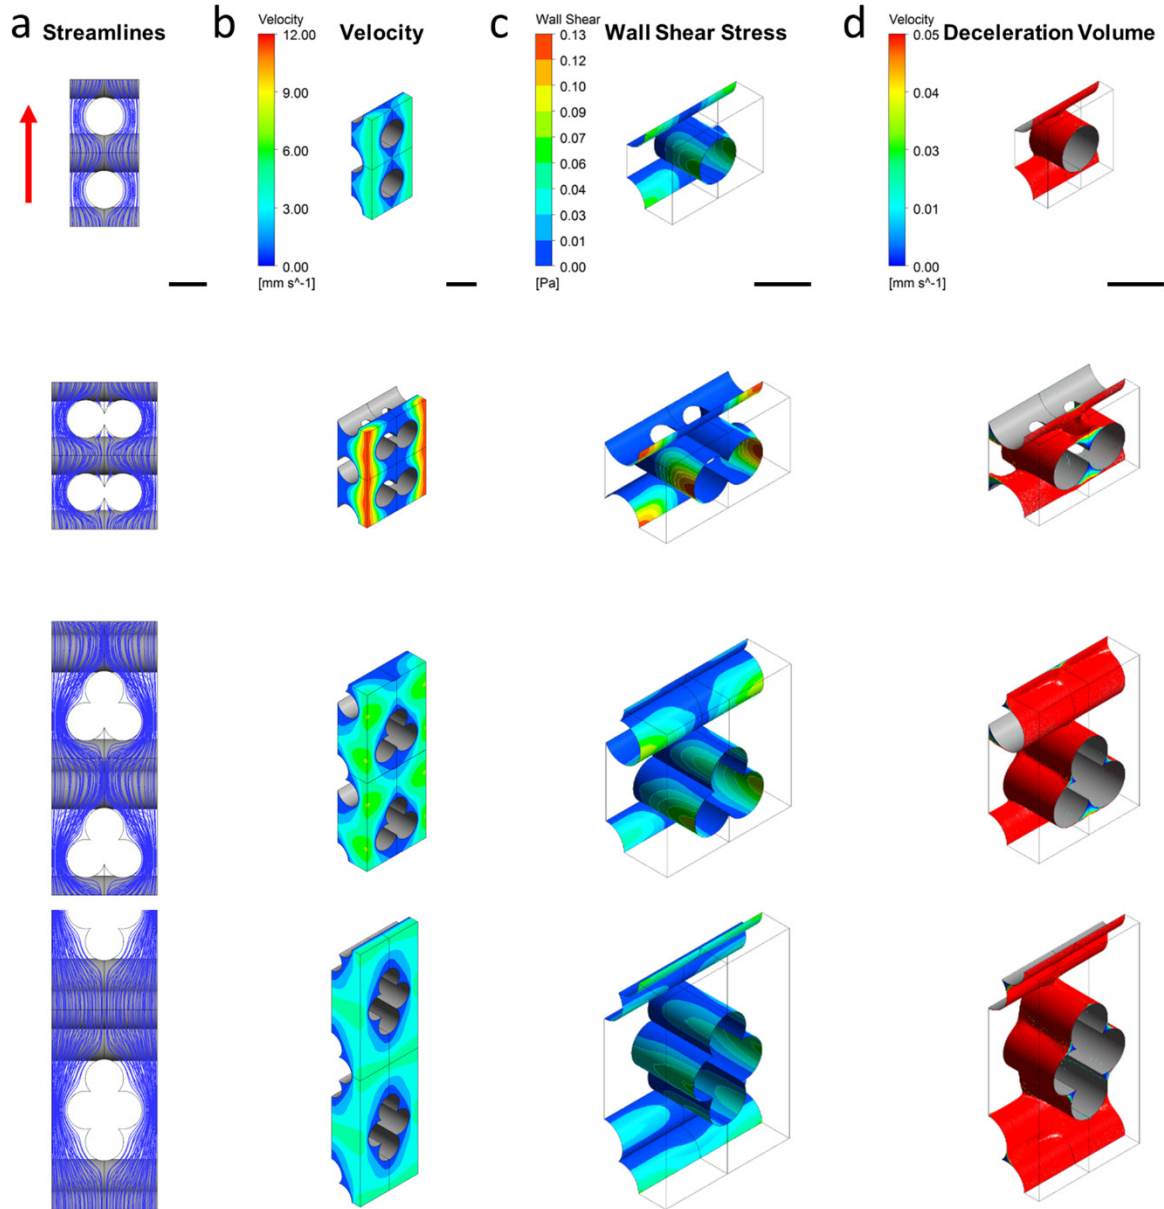 a Streamlines b Velocity c Wall Shear Stress d Deceleration Volume
Velocity
12.00
9.00
6.00
3.00
0.00
[mm s^-1]
Wall Shear
0.13
0.12
0.10
0.09
0.07
0.06
0.04
0.03
0.01
0.00
[Pa]
Velocity
0.05
0.04
0.03
0.01
0.00
[mm s^-1]